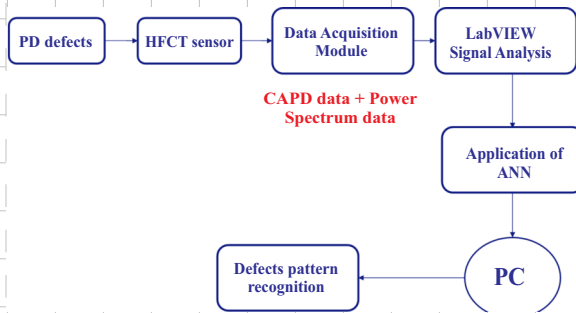 PD defects
HFCT sensor
Data Acquisition
Module
LabVIEW
Signal Analysis
CAPD data + Power
Spectrum data
Application of
ANN
PC
Defects pattern
recognition